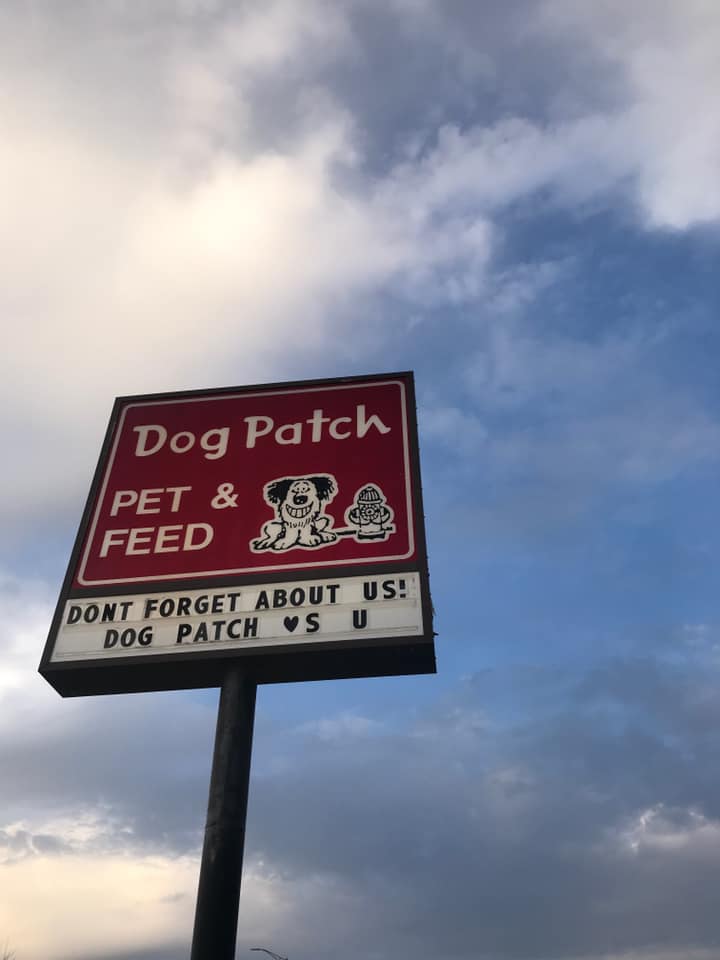 Dog Patch
PET &
FEED
DONT FORGET ABOUT US!
DOG PATCH ♥S U